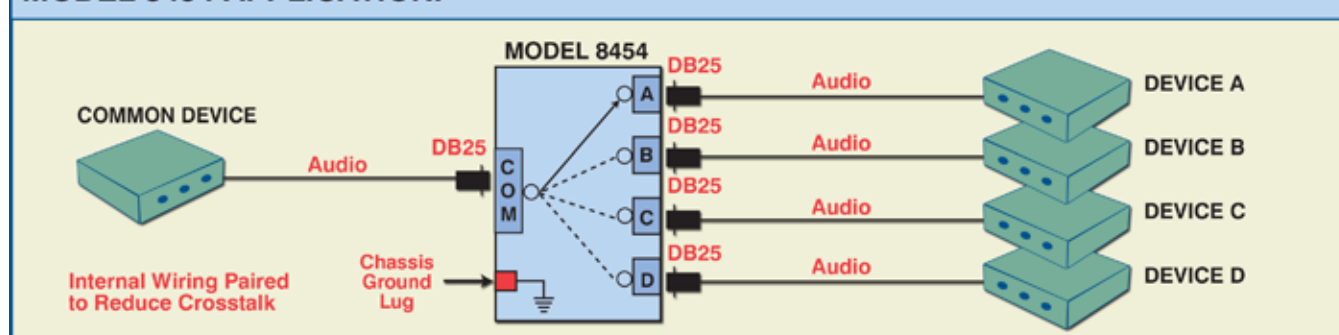 MODEL 8454
DB25
Audio
DEVICE A
COMMON DEVICE
A
DB25
Audio
DEVICE B
DB25
Audio
COM
B
DB25
Audio
DEVICE C
C
Internal Wiring Paired
to Reduce Crosstalk
Chassis
Ground
Lug
DB25
Audio
DEVICE D
D